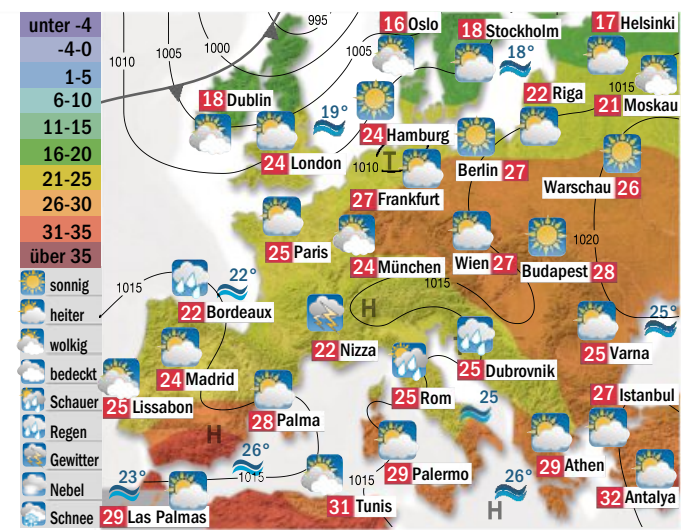 unter -4
-4-0
1-5
6-10
11-15
16-20
21-25
26-30
31-35
über 35
sonnig
heiter
wolkig
bedeckt
Schauer
Regen
Gewitter
Nebel
Schnee
995
1000
1005
1010
1005
16 Oslo
18 Stockholm
18°
17 Helsinki
1015
21 Moskau
22 Riga
18 Dublin
19°
24 Hamburg
24 London
1010
T
Berlin 27
Warschau 26
27 Frankfurt
25 Paris
24 München
Wien 27
Budapest 28
1020
1015
1015
22°
22 Bordeaux
H
22 Nizza
25°
25 Varna
24 Madrid
25 Dubrovnik
25 Lissabon
25 Rom
25
27 Istanbul
28 Palma
H
26°
1015
23°
29 Las Palmas
29 Palermo
1015
31 Tunis
26°
H
29 Athen
32 Antalya